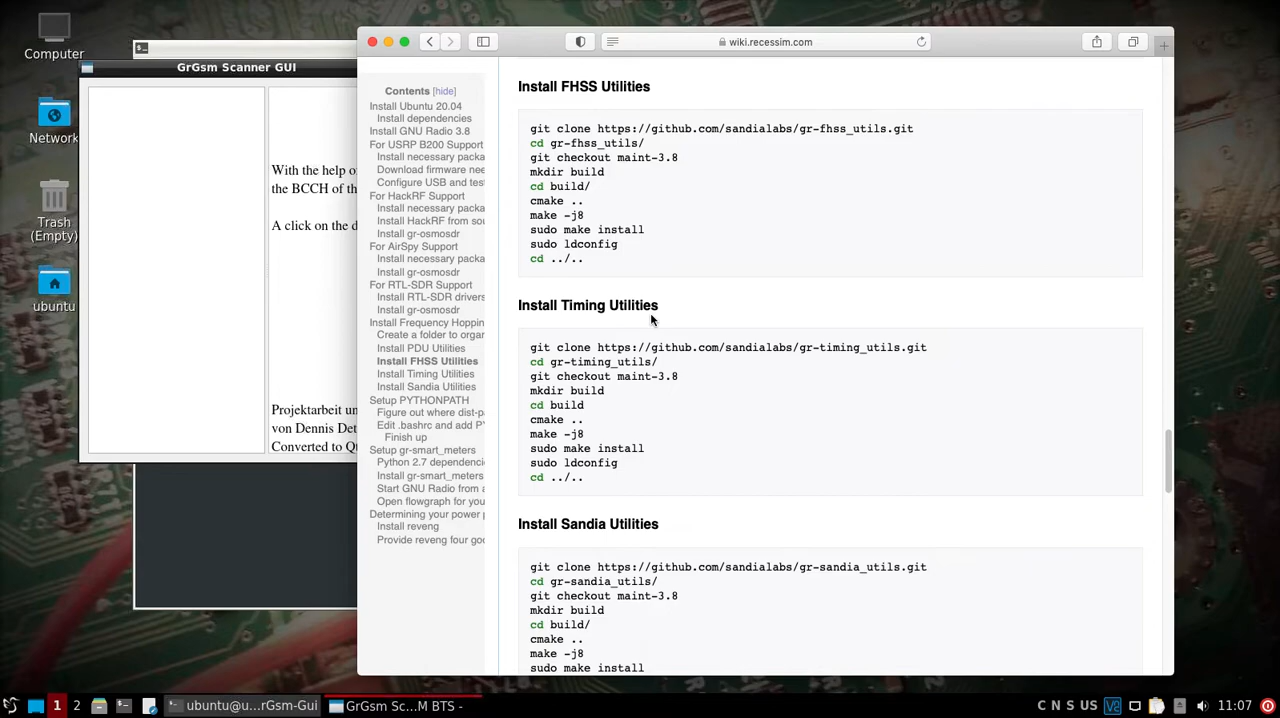 Computer
Network
Trash
(Empty)
ubuntu
GrGsm Scanner GUI
With the help o
the BCCH of th
A click on the d
Projektarbeit un
von Dennis Det
Converted to Qt
wiki.recessim.com
Contents [hide]
Install Ubuntu 20.04
Install dependencies
Install GNU Radio 3.8
For USRP B200 Support
Install necessary packa
Download firmware nee
Configure USB and test
For HackRF Support
Install necessary packa
Install HackRF from sou
Install gr-osmosdr
For AirSpy Support
Install necessary packa
Install gr-osmosdr
For RTL-SDR Support
Install RTL-SDR drivers
Install gr-osmosdr
Install Frequency Hoppin
Create a folder to organ
Install PDU Utilities
Install FHSS Utilities
Install Timing Utilities
Install Sandia Utilities
Setup PYTHONPATH
Figure out where dist-pa
Edit .bashrc and add PY
Finish up
Setup gr-smart_meters
Python 2.7 dependenci
Install gr-smart_meters
Start GNU Radio from a
Open flowgraph for you
Determining your power p
Install reveng
Provide reveng four goo
Install FHSS Utilities
git clone https://github.com/sandialabs/gr-fhss_utils.git
cd gr-fhss_utils/
git checkout maint-3.8
mkdir build
cd build/
cmake ..
make -j8
sudo make install
sudo ldconfig
cd ../..
Install Timing Utilities
git clone https://github.com/sandialabs/gr-timing_utils.git
cd gr-timing_utils/
git checkout maint-3.8
mkdir build
cd build
cmake ..
make -j8
sudo make install
sudo ldconfig
cd ../..
Install Sandia Utilities
git clone https://github.com/sandialabs/gr-sandia_utils.git
cd gr-sandia_utils/
git checkout maint-3.8
mkdir build
cd build/
cmake ..
make -j8
sudo make install
1 2 ubuntu@u...rGsm-Gui GrGsm Sc...M BTS - C N S US 11:07